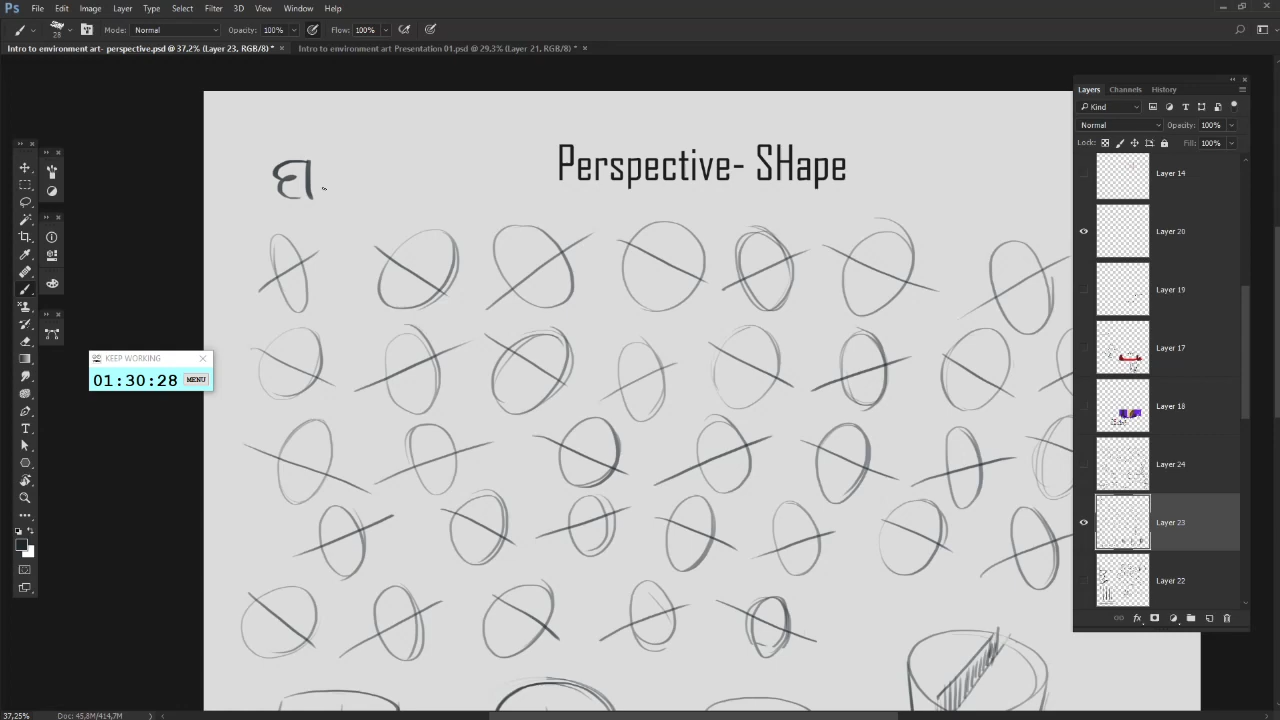 Ps File Edit Image Layer Type Select Filter 3D View Window Help
28 Mode: Normal Opacity: 100% Flow: 100%
Intro to environment art- perspective.psd @ 37,2% (Layer 23, RGB/8) * × Intro to environment art Presentation 01.psd @ 29,3% (Layer 21, RGB/8) * ×
Perspective- SHape
El
KEEP WORKING
01:30:28 MENU
Layers Channels History
Kind
Normal Opacity: 100%
Lock: Fill: 100%
Layer 14
Layer 20
Layer 19
Layer 17
Layer 18
Layer 24
Layer 23
Layer 22
37,25% Doc: 45,8M/414,7M